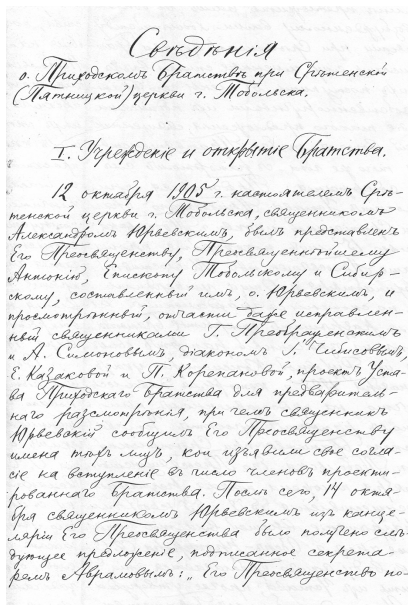 Свѣдѣнія
о Приходскомъ Братствѣ при Срѣтенскій
(Пятницкой) церкви г. Тобольска.
I. Учрежденіе и открытіе Братства.
12 октября 1905 г. настоятелемъ Срѣ-
тенской церкви г. Тобольска, священникомъ
Александромъ Юрьевскимъ, былъ представленъ
Его Преосвященству, Преосвященнѣйшему
Антонію, Епископу Тобольскому и Сибир-
скому, составленный имъ, о. Юрьевскимъ, и
просмотрѣнный, отчасти даже исправлен-
ный священниками Г. Преображенскимъ
и А. Симоновымъ, діакономъ І. Чибисовымъ,
Е. Казаковой и П. Корепановой, проектъ Уста-
ва Приходскаго Братства для предваритель-
наго разсмотрѣнія, при чемъ священникъ
Юрьевскій сообщилъ Его Преосвященству
имена тѣхъ лицъ, кои изъявили свое согла-
сіе на вступленіе въ число членовъ проекти-
рованнаго Братства. Послѣ сего, 14 октя-
бря священникомъ Юрьевскимъ изъ канце-
ляріи Его Преосвященства было получено слѣ-
дующее предложеніе, подписанное секрета-
ремъ Аврамовымъ: „Его Преосвященство по-